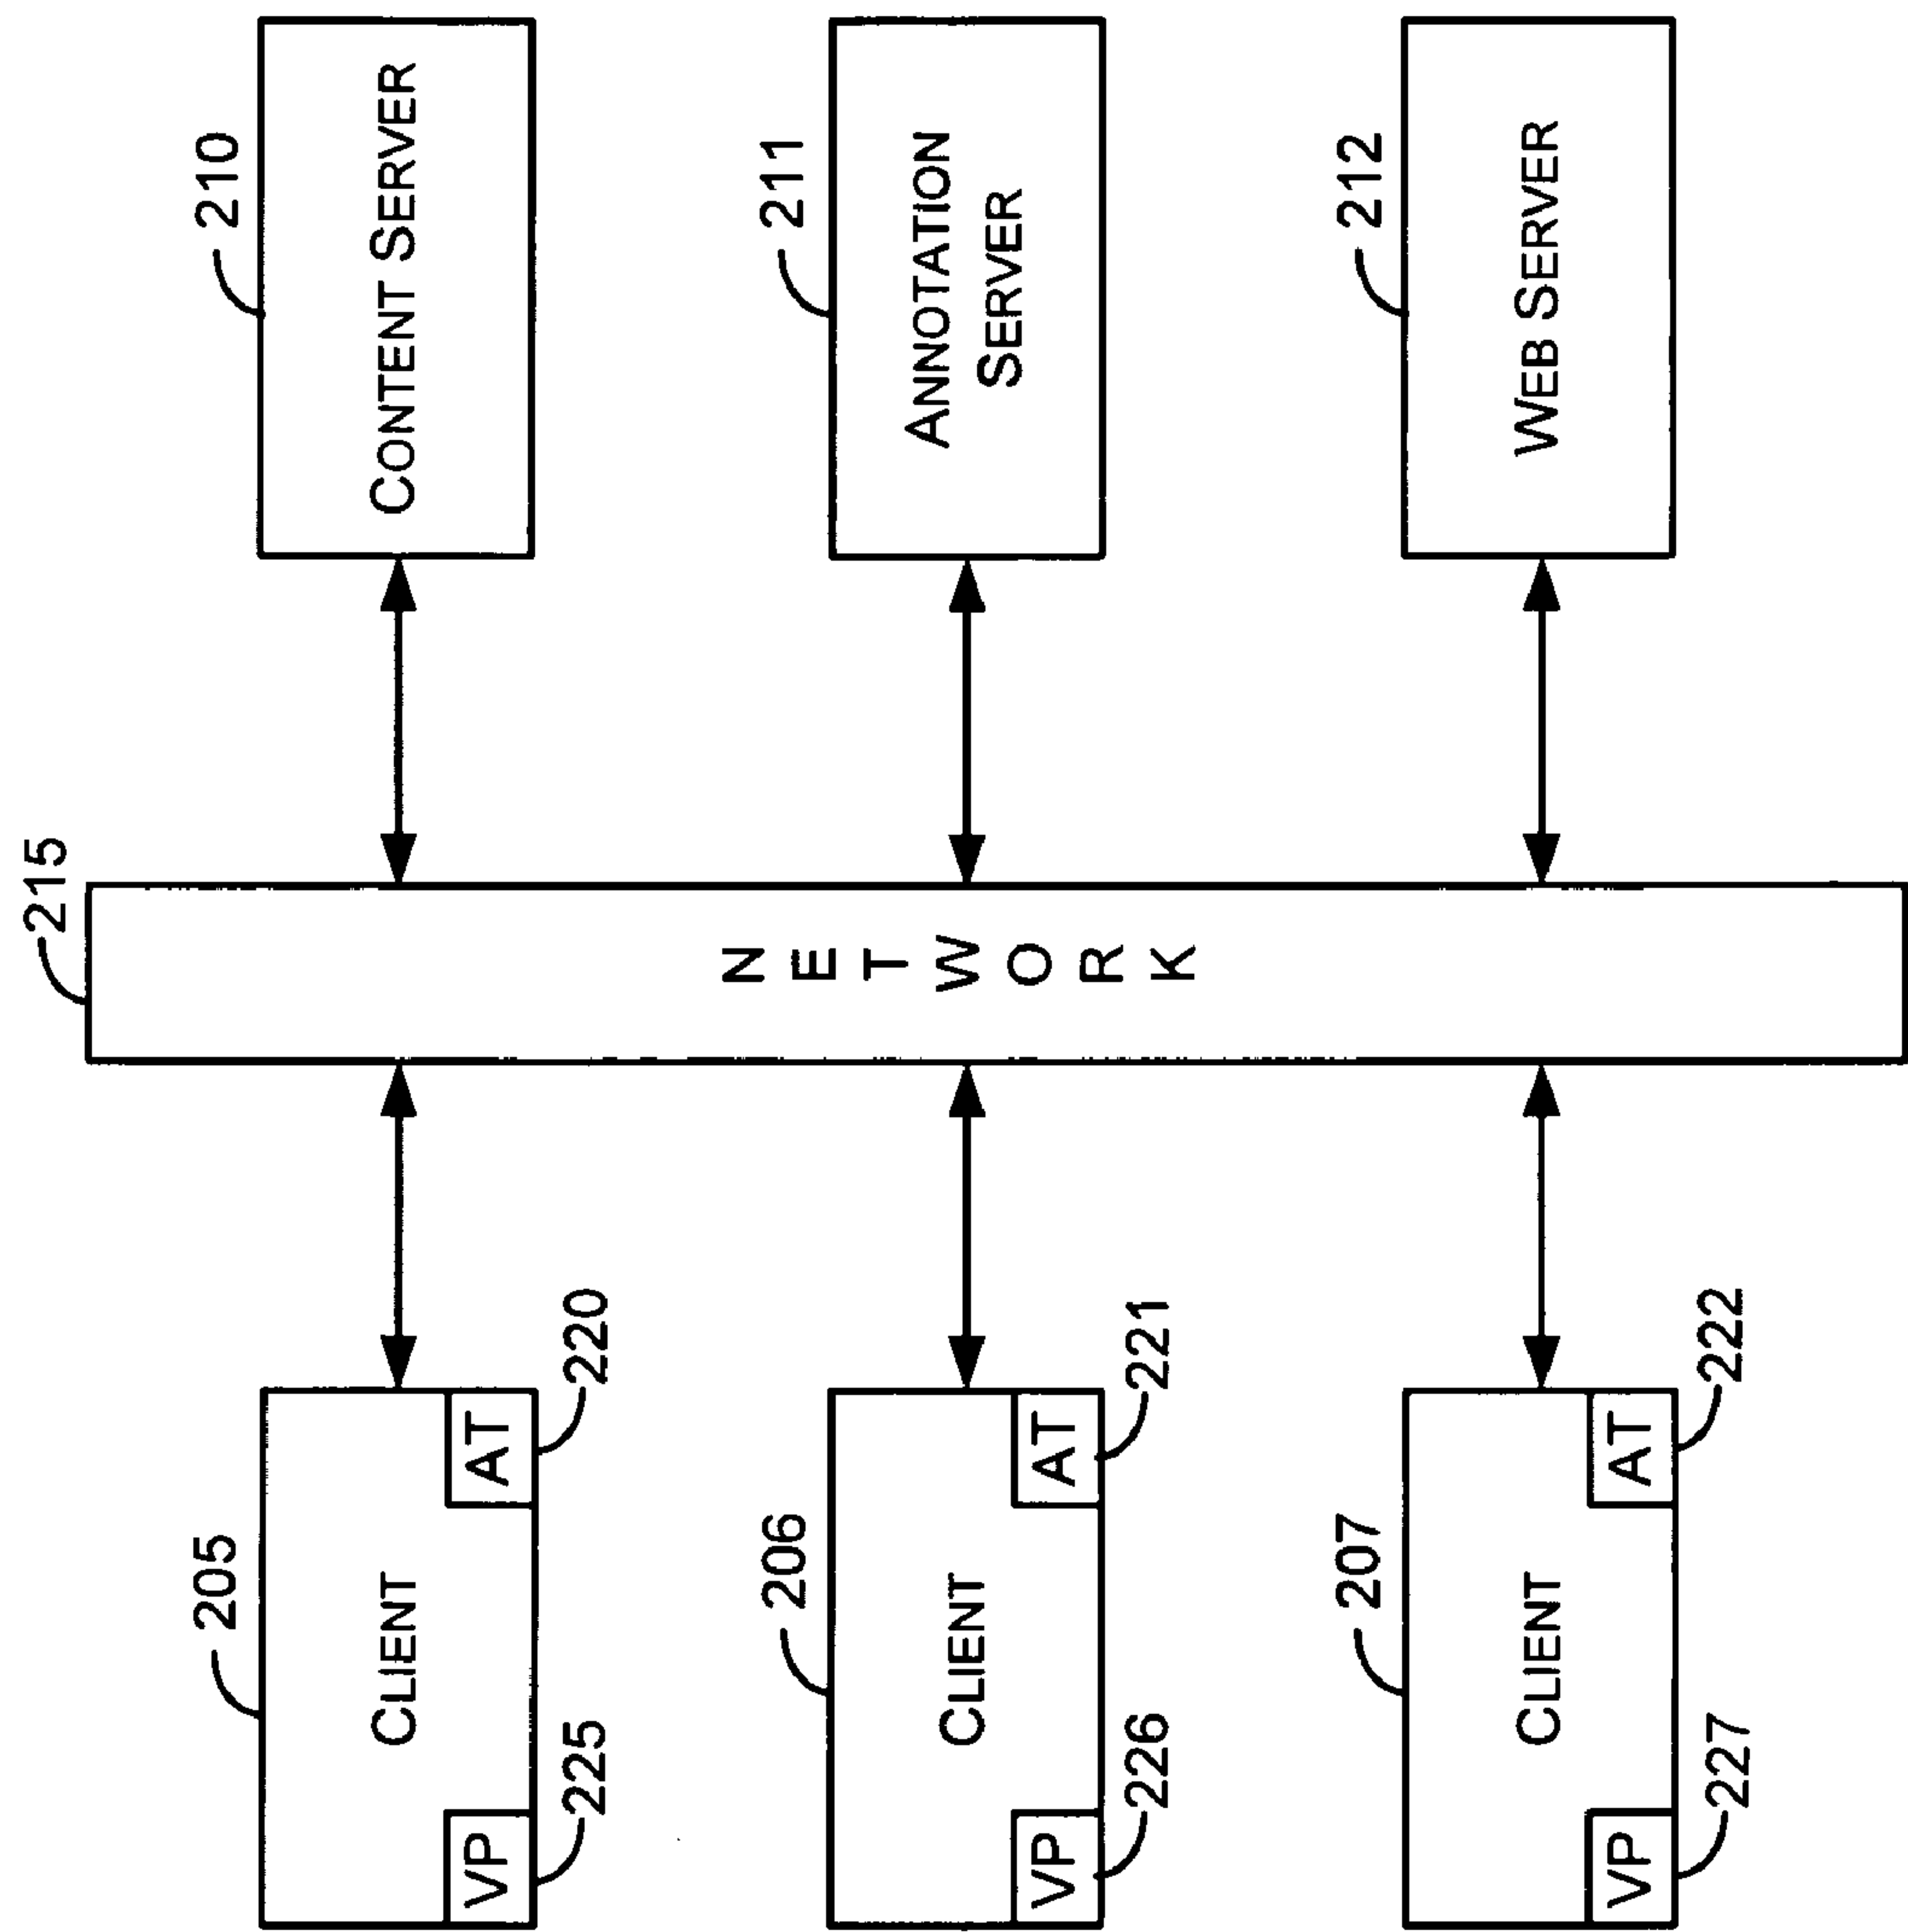 205
CLIENT
VP
225
AT
220
206
CLIENT
VP
226
AT
221
207
CLIENT
VP
227
AT
222
215
NETWORK
210
CONTENT SERVER
211
ANNOTATION
SERVER
212
WEB SERVER